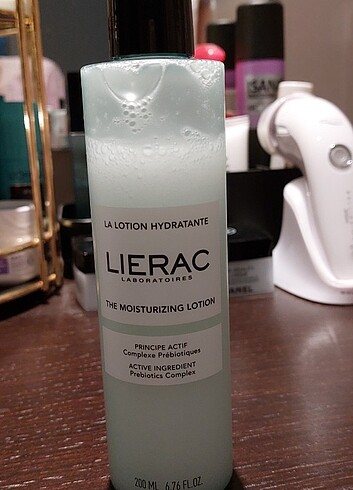 LA LOTION HYDRATANTE
LIERAC
LABORATOIRES
THE MOISTURIZING LOTION
PRINCIPE ACTIF
Complexe Prébiotiques
ACTIVE INGREDIENT
Prebiotics Complex
200 ML 6.76 FL.OZ.